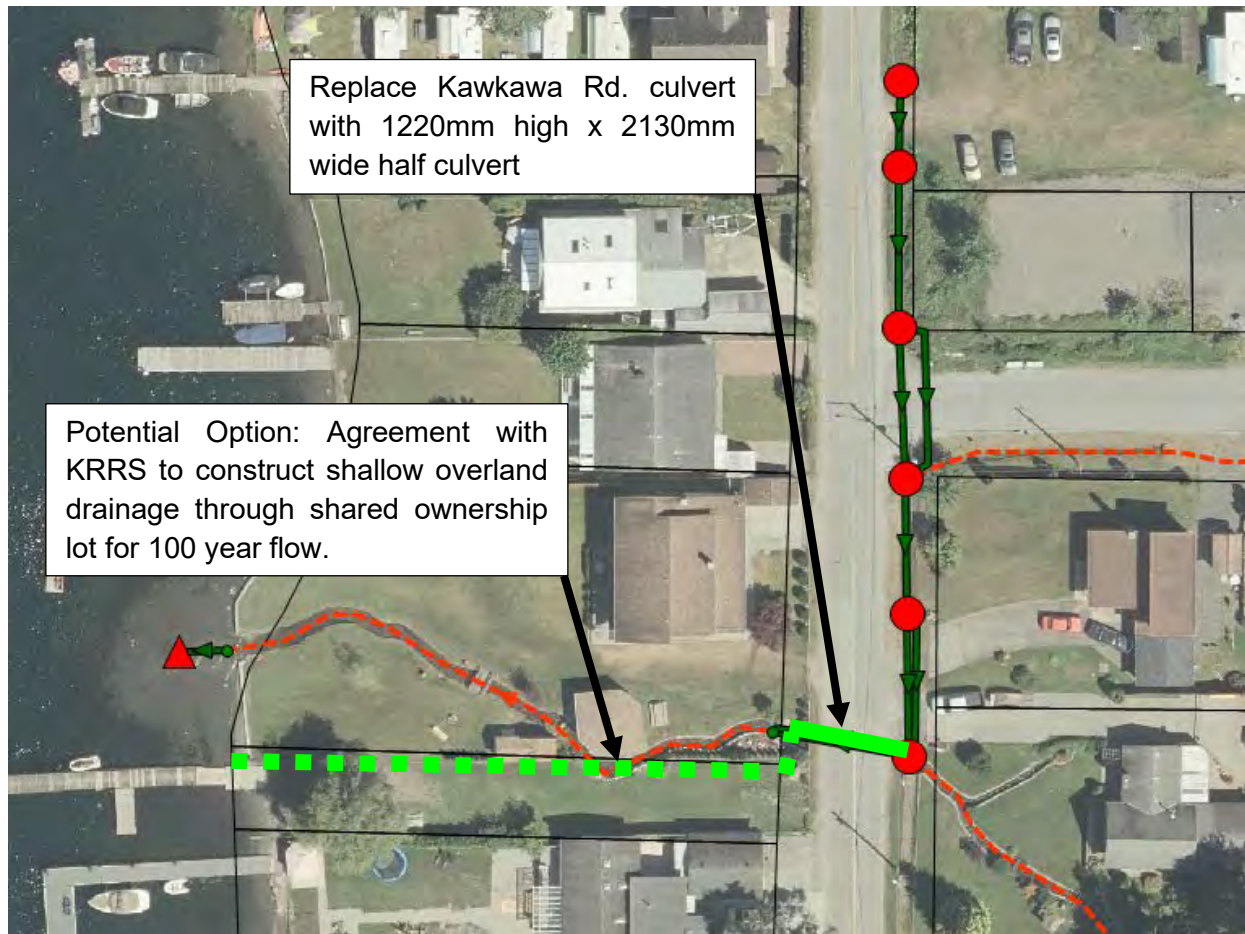 Replace Kawkawa Rd. culvert
with 1220mm high x 2130mm
wide half culvert
Potential Option: Agreement with
KRRS to construct shallow overland
drainage through shared ownership
lot for 100 year flow.